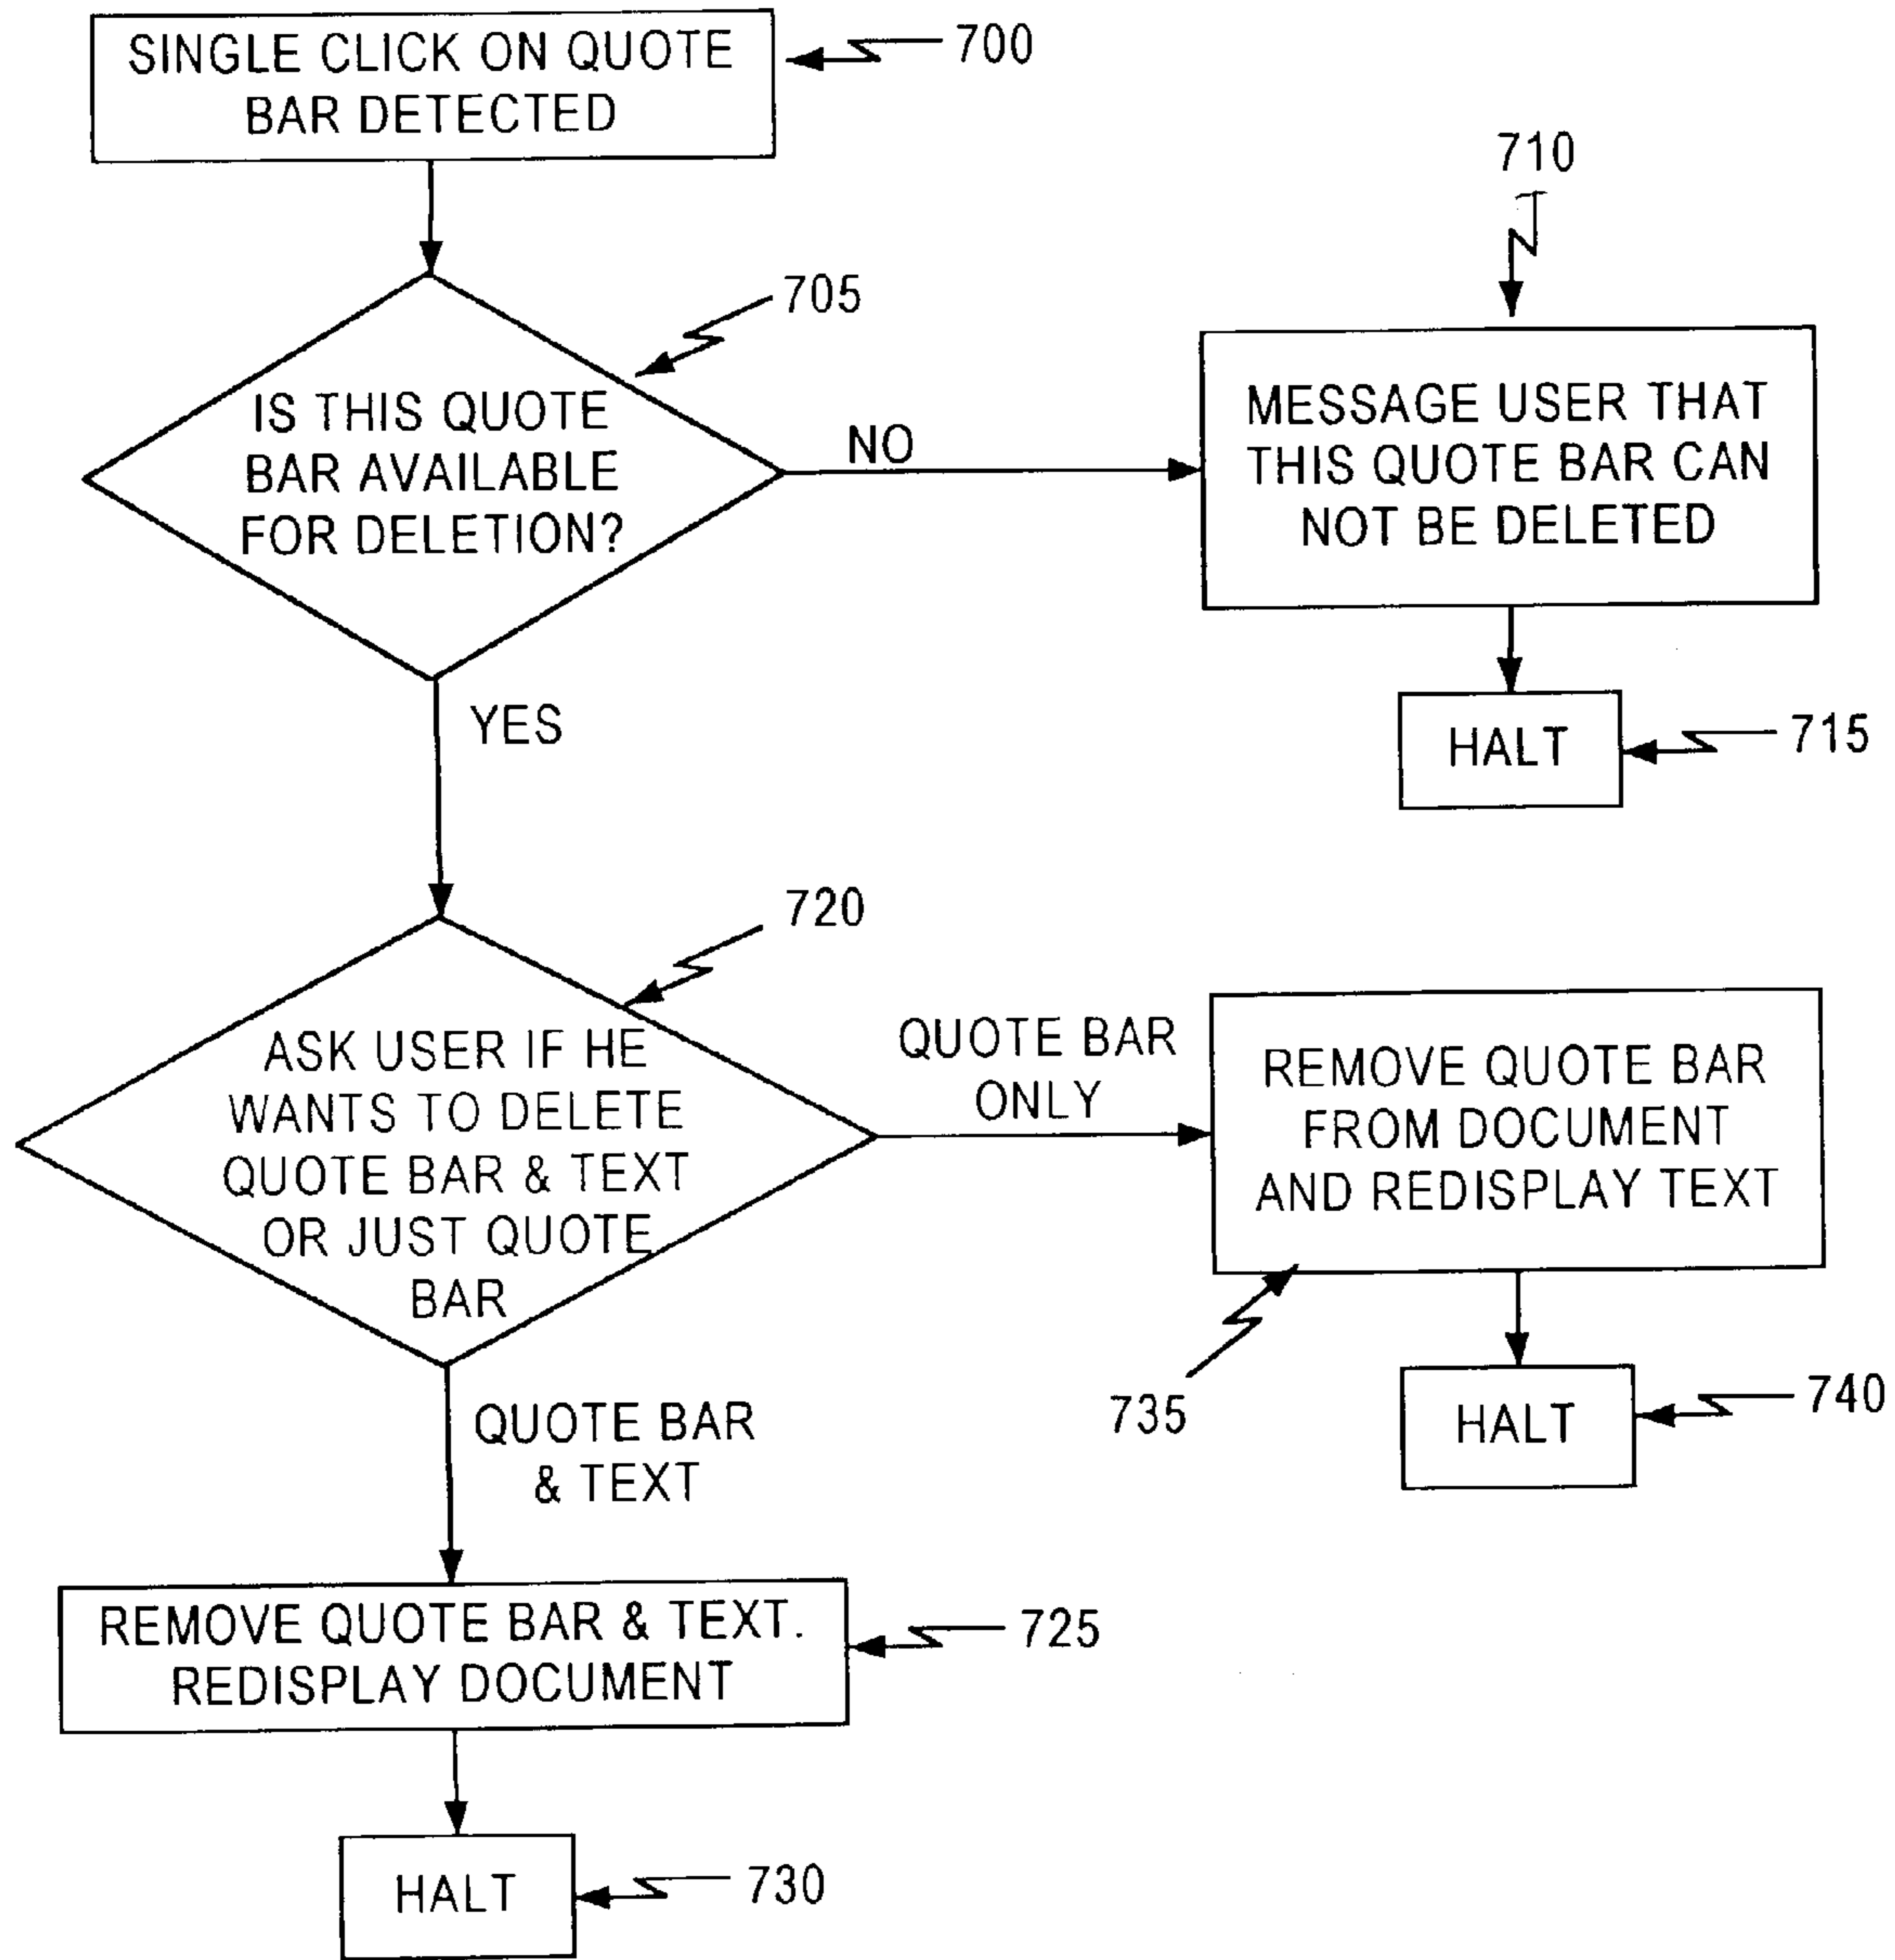 SINGLE CLICK ON QUOTE
BAR DETECTED
700
710
705
IS THIS QUOTE
BAR AVAILABLE
FOR DELETION?
NO
MESSAGE USER THAT
THIS QUOTE BAR CAN
NOT BE DELETED
YES
HALT
715
720
ASK USER IF HE
WANTS TO DELETE
QUOTE BAR & TEXT
OR JUST QUOTE
BAR
QUOTE BAR
ONLY
REMOVE QUOTE BAR
FROM DOCUMENT
AND REDISPLAY TEXT
735
HALT
740
QUOTE BAR
& TEXT
REMOVE QUOTE BAR & TEXT.
REDISPLAY DOCUMENT
725
HALT
730